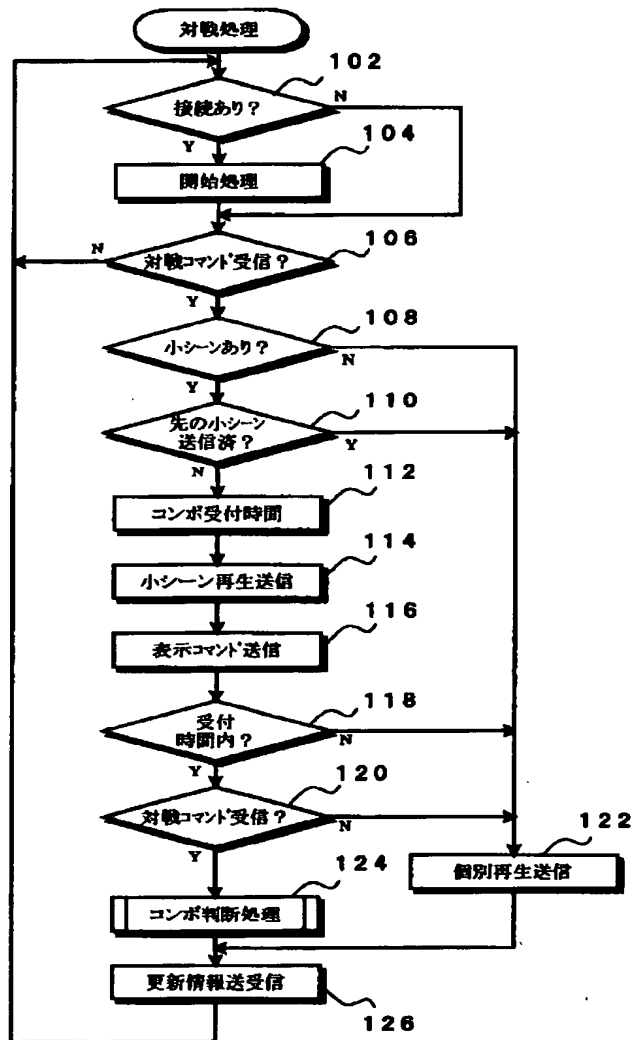 対戦処理
102
接続あり？
N
Y
104
開始処理
106
N
対戦コマンド受信？
Y
108
小シーンあり？
N
Y
110
先の小シーン
送信済？
Y
N
112
コンボ受付時間
114
小シーン再生送信
116
表示コマンド送信
118
受付
時間内？
N
Y
120
対戦コマンド受信？
N
Y
122
個別再生送信
124
コンボ判断処理
更新情報送受信
126